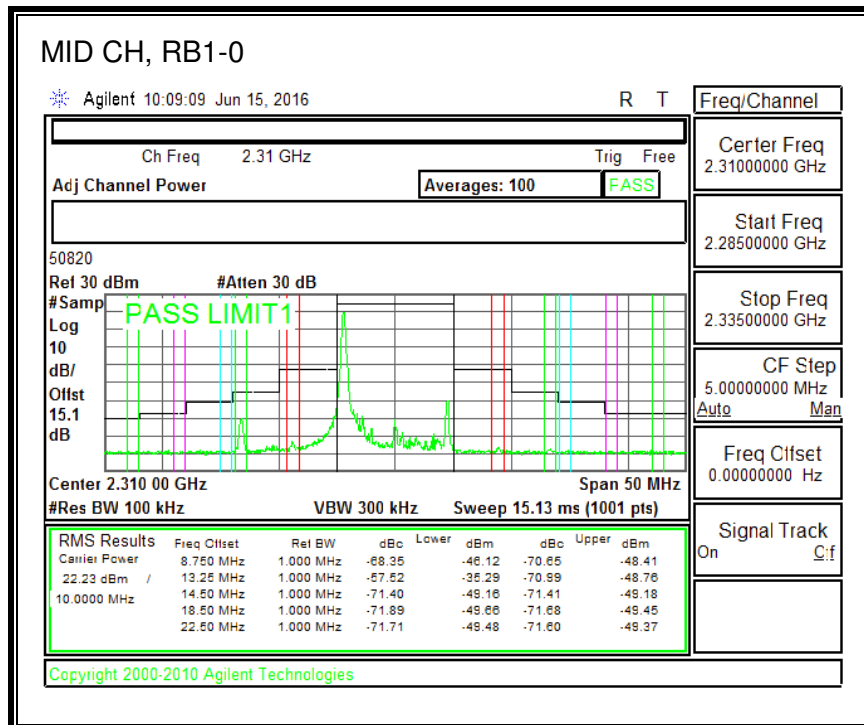 MID CH, RB1-0
Agilent 10:09:09 Jun 15, 2016 R T
Freq/Channel
Ch Freq 2.31 GHz Trig Free
Adj Channel Power Averages: 100 PASS
Center Freq
2.31000000 GHz
Start Freq
2.28500000 GHz
Stop Freq
2.33500000 GHz
CF Step
5.00000000 MHz
Auto Man
Freq Offset
0.00000000 Hz
Signal Track
On Off
50820
Ref 30 dBm #Atten 30 dB
#Samp
Log
10
dB/
Offst
15.1
dB
PASS LIMIT1
Center 2.310 00 GHz Span 50 MHz
#Res BW 100 kHz VBW 300 kHz Sweep 15.13 ms (1001 pts)
RMS Results Freq Offset Ref BW dBc Lower dBm dBc Upper dBm
Carrier Power 8.750 MHz 1.000 MHz -68.35 -46.12 -70.65 -48.41
22.23 dBm / 13.25 MHz 1.000 MHz -57.52 -35.29 -70.99 -48.76
10.0000 MHz 14.50 MHz 1.000 MHz -71.40 -49.16 -71.41 -49.18
18.50 MHz 1.000 MHz -71.89 -49.66 -71.68 -49.45
22.50 MHz 1.000 MHz -71.71 -49.48 -71.60 -49.37
Copyright 2000-2010 Agilent Technologies